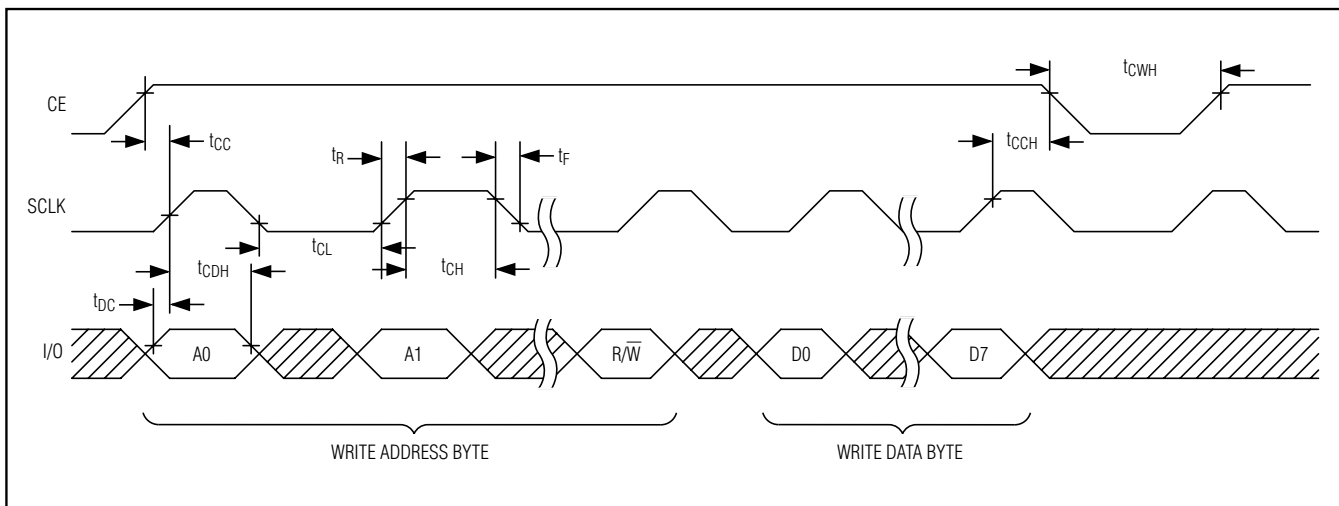 CE
tCWH
tCC
tCCH
tR
tF
SCLK
tCL
tCDH
tCH
tDC
I/O
A0
A1
R/W̅
D0
D7
WRITE ADDRESS BYTE
WRITE DATA BYTE